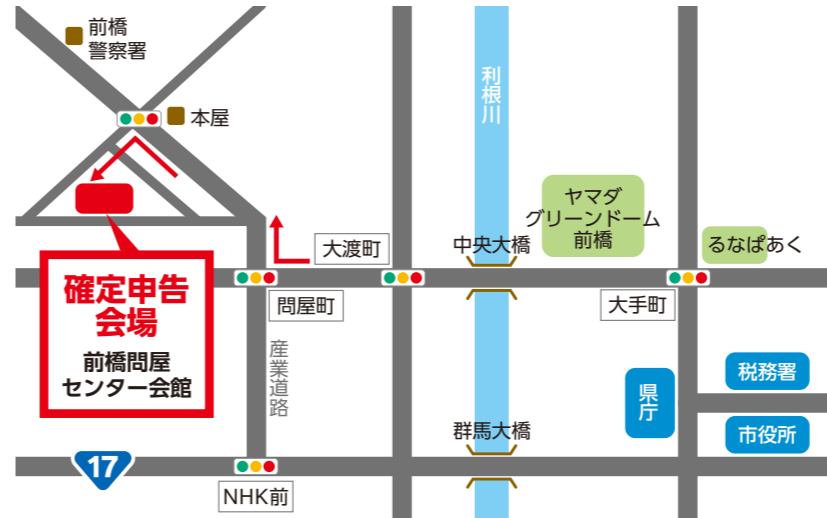 前橋
警察署
本屋
利根川
ヤマダ
グリーンドーム
前橋
るなぱあく
大渡町
中央大橋
確定申告
会場
前橋問屋
センター会館
問屋町
大手町
産業道路
県庁
税務署
市役所
群馬大橋
17
NHK前